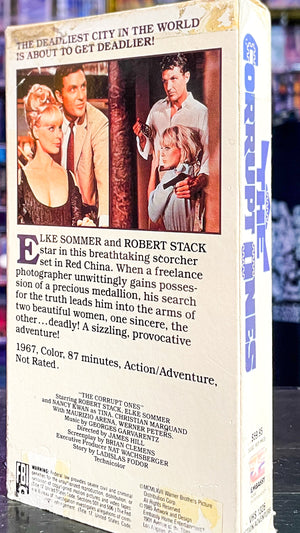 THE DEADLIEST CITY IN THE WORLD
IS ABOUT TO GET DEADLIER!
ELKE SOMMER and ROBERT STACK
star in this breathtaking scorcher
set in Red China. When a freelance
photographer unwittingly gains posses-
sion of a precious medallion, his search
for the truth leads him into the arms of
two beautiful women, one sincere, the
other...deadly! A sizzling, provocative
adventure!
1967, Color, 87 minutes, Action/Adventure,
Not Rated.
"THE CORRUPT ONES"
Starring ROBERT STACK, ELKE SOMMER
and NANCY KWAN as TINA, CHRISTIAN MARQUAND
with MAURIZIO ARENA, WERNER PETERS.
Music by GEORGES GARVARENTZ
Directed by JAMES HILL
Screenplay by BRIAN CLEMENS
Executive Producer NAT WACHSBERGER
Story by LADISLAS FODOR
Technicolor
FBI
WARNING
THE
CORRUPT ONES
VHS